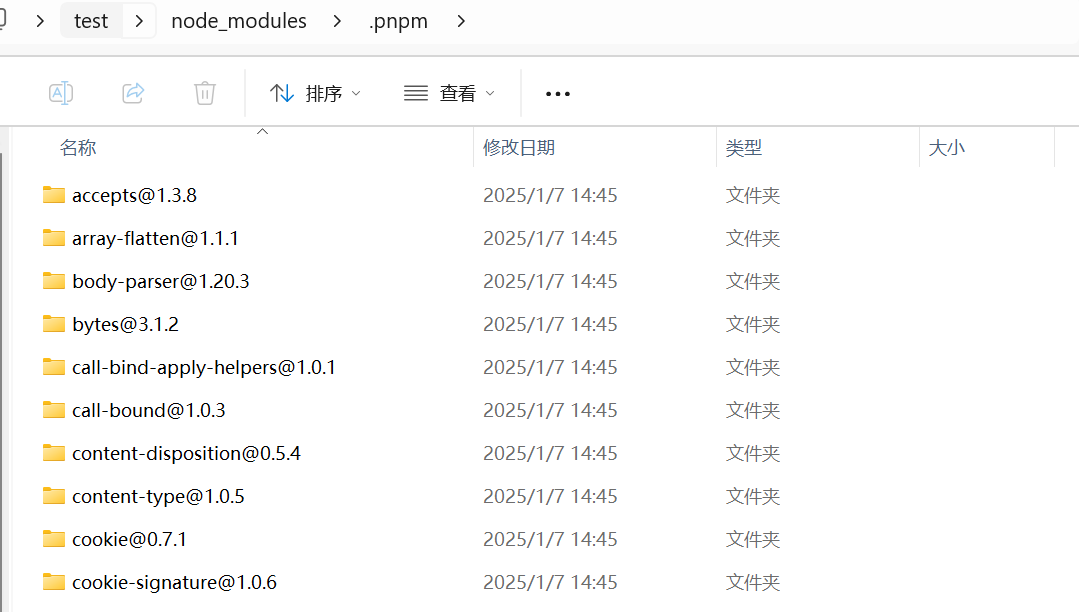 test node_modules .pnpm
A 排序 查看
名称 修改日期 类型 大小
accepts@1.3.8 2025/1/7 14:45 文件夹
array-flatten@1.1.1 2025/1/7 14:45 文件夹
body-parser@1.20.3 2025/1/7 14:45 文件夹
bytes@3.1.2 2025/1/7 14:45 文件夹
call-bind-apply-helpers@1.0.1 2025/1/7 14:45 文件夹
call-bound@1.0.3 2025/1/7 14:45 文件夹
content-disposition@0.5.4 2025/1/7 14:45 文件夹
content-type@1.0.5 2025/1/7 14:45 文件夹
cookie@0.7.1 2025/1/7 14:45 文件夹
cookie-signature@1.0.6 2025/1/7 14:45 文件夹